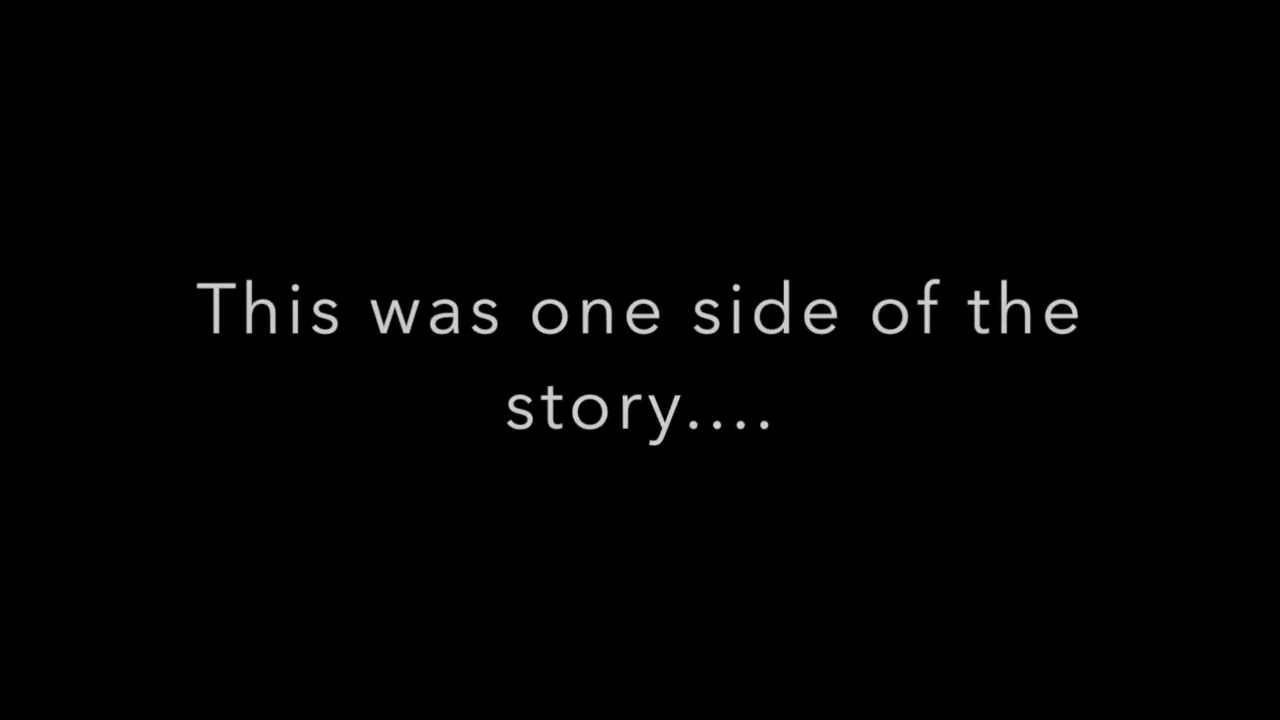 This was one side of the
story....